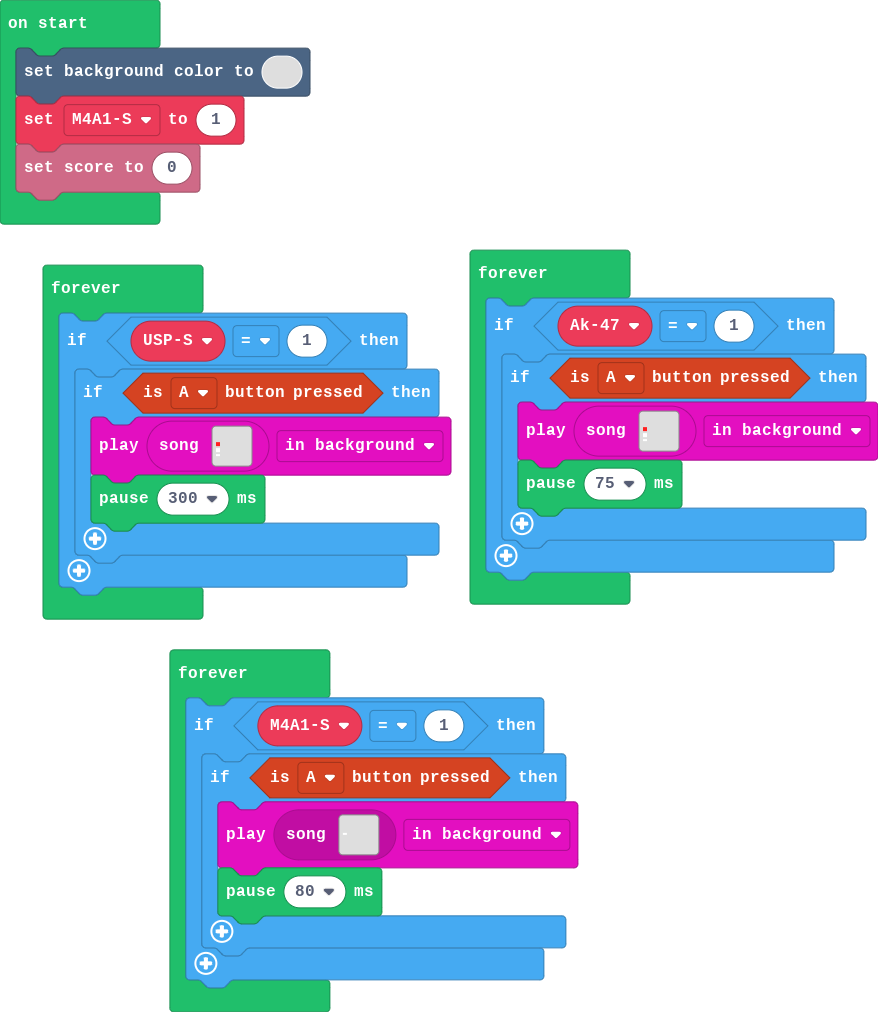 on start
set background color to
set M4A1-S to 1
set score to 0
forever
if USP-S = 1 then
if is A button pressed then
play song in background
pause 300 ms
forever
if Ak-47 = 1 then
if is A button pressed then
play song in background
pause 75 ms
forever
if M4A1-S = 1 then
if is A button pressed then
play song in background
pause 80 ms